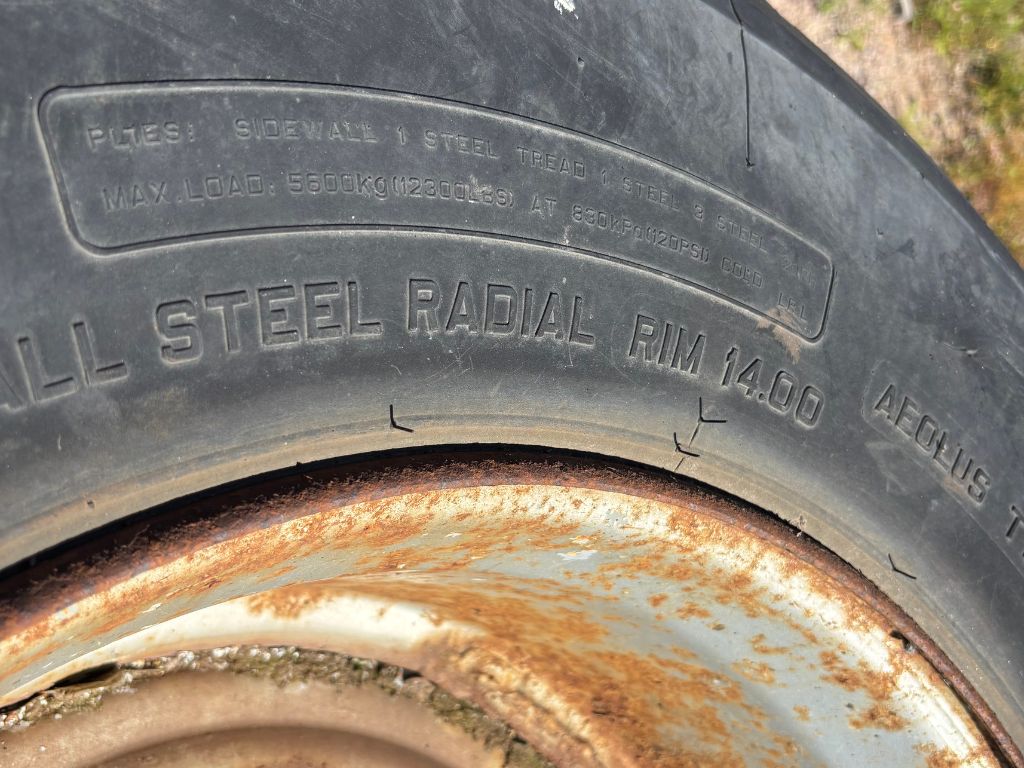 PLIES: SIDEWALL 1 STEEL TREAD 1 STEEL 3 STEEL
MAX.LOAD: 5600kg(12300LBS) AT 830KPa(120PSI) COLD
ALL STEEL RADIAL RIM 14.00
AEOLUS